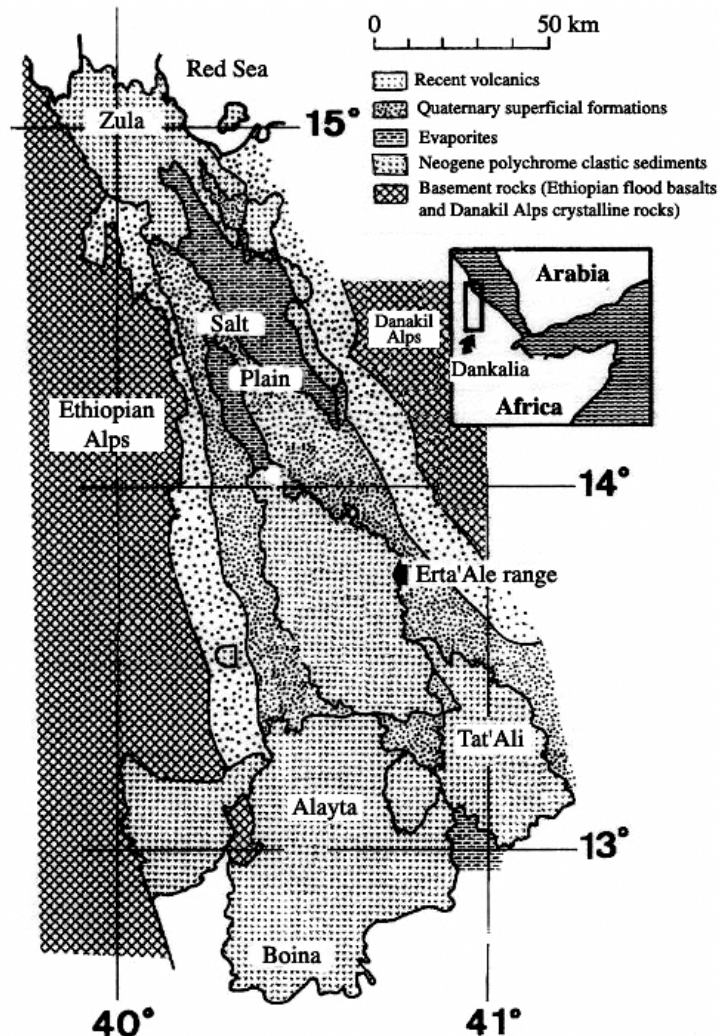 0 50 km
Recent volcanics
Quaternary superficial formations
Evaporites
Neogene polychrome clastic sediments
Basement rocks (Ethiopian flood basalts
and Danakil Alps crystalline rocks)
Red Sea
Zula
15°
Arabia
Dankalia
Africa
Salt
Plain
Danakil
Alps
Ethiopian
Alps
14°
Erta'Ale range
Tat'Ali
Alayta
13°
Boina
40°
41°